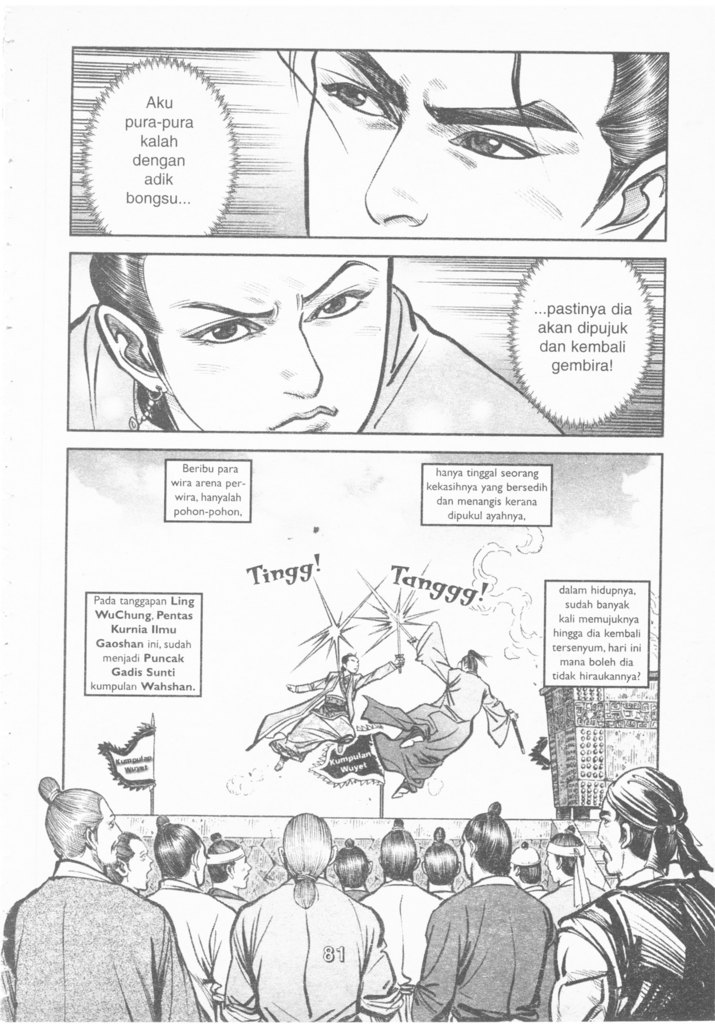 Aku
pura-pura
kalah
dengan
adik
bongsu...
...pastinya dia
akan dipujuk
dan kembali
gembira!
Beribu para
wira arena per-
wira, hanyalah
pohon-pohon,
hanya tinggal seorang
kekasihnya yang bersedih
dan menangis kerana
dipukul ayahnya,
Tingg!
Tanggg!
Pada tanggapan Ling
WuChung, Pentas
Kurnia Ilmu
Gaoshan ini, sudah
menjadi Puncak
Gadis Sunti
kumpulan Wahshan.
dalam hidupnya,
sudah banyak
kali memujuknya
hingga dia kembali
tersenyum, hari ini
mana boleh dia
tidak hiraukannya?
Kumpulan
Wuyet
Kumpulan
Wuyet
81